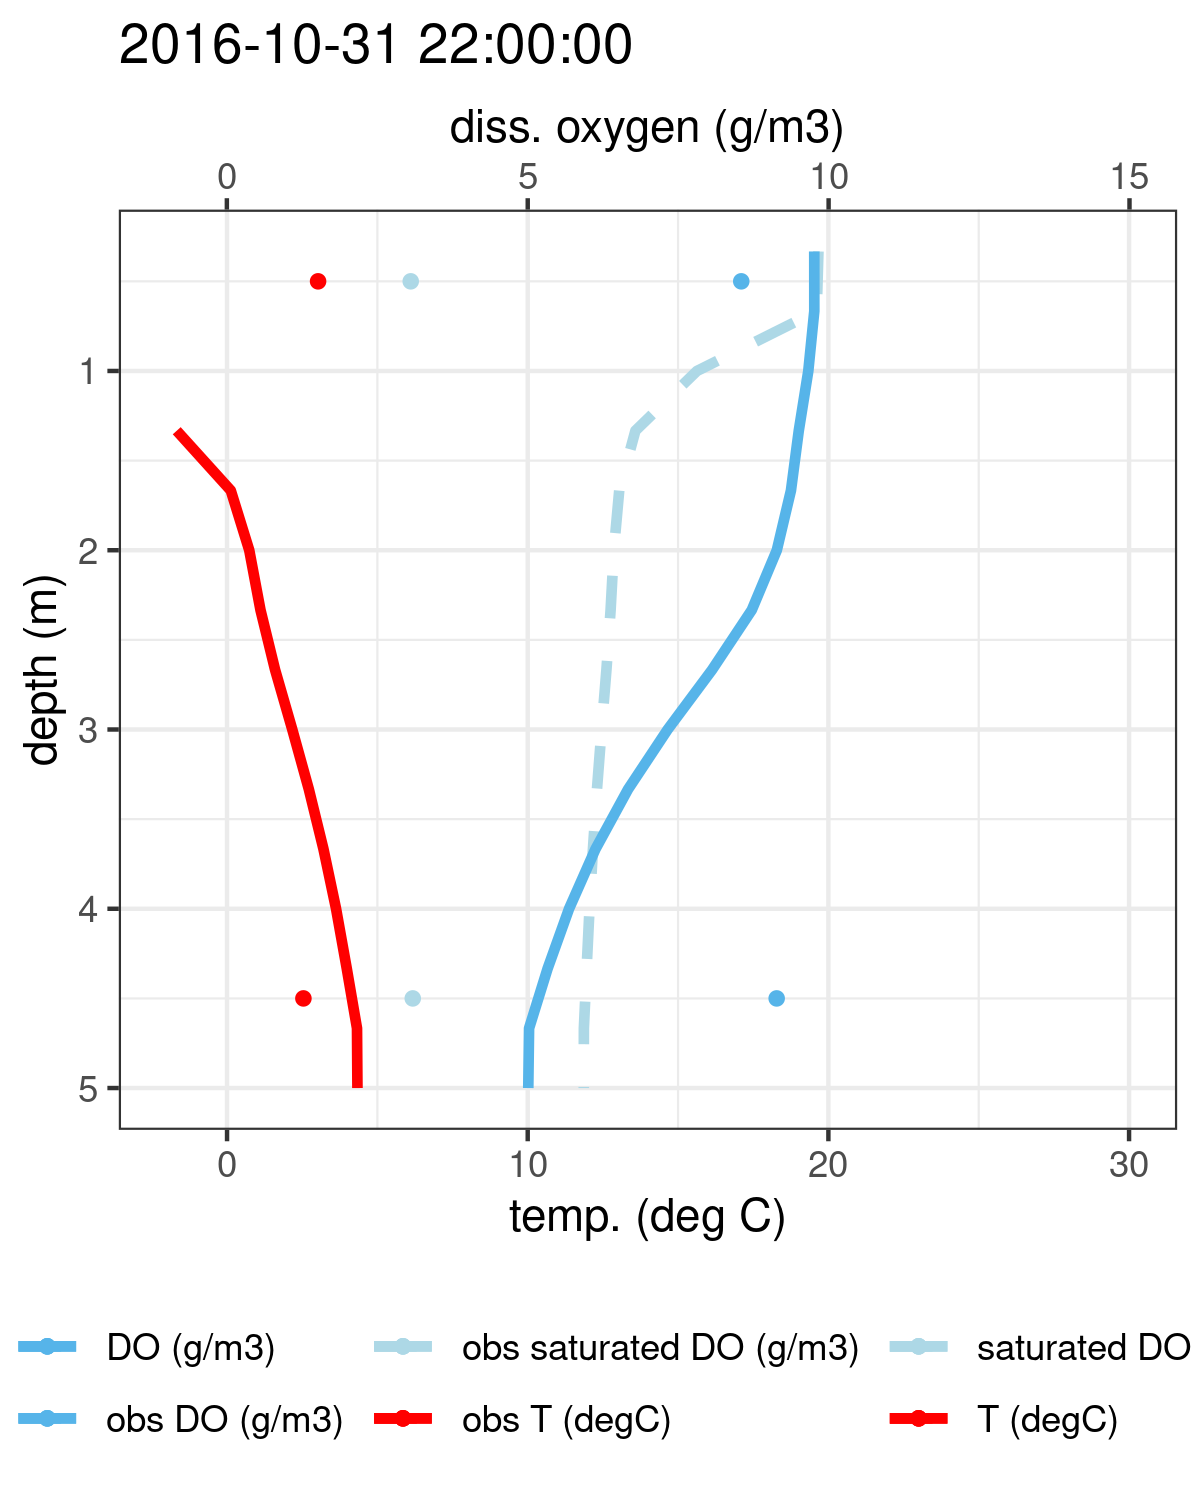 2016-10-31 22:00:00
diss. oxygen (g/m3)
0 5 10 15
1
2
3
4
5
depth (m)
0 10 20 30
temp. (deg C)
DO (g/m3) obs saturated DO (g/m3) saturated DO
obs DO (g/m3) obs T (degC) T (degC)